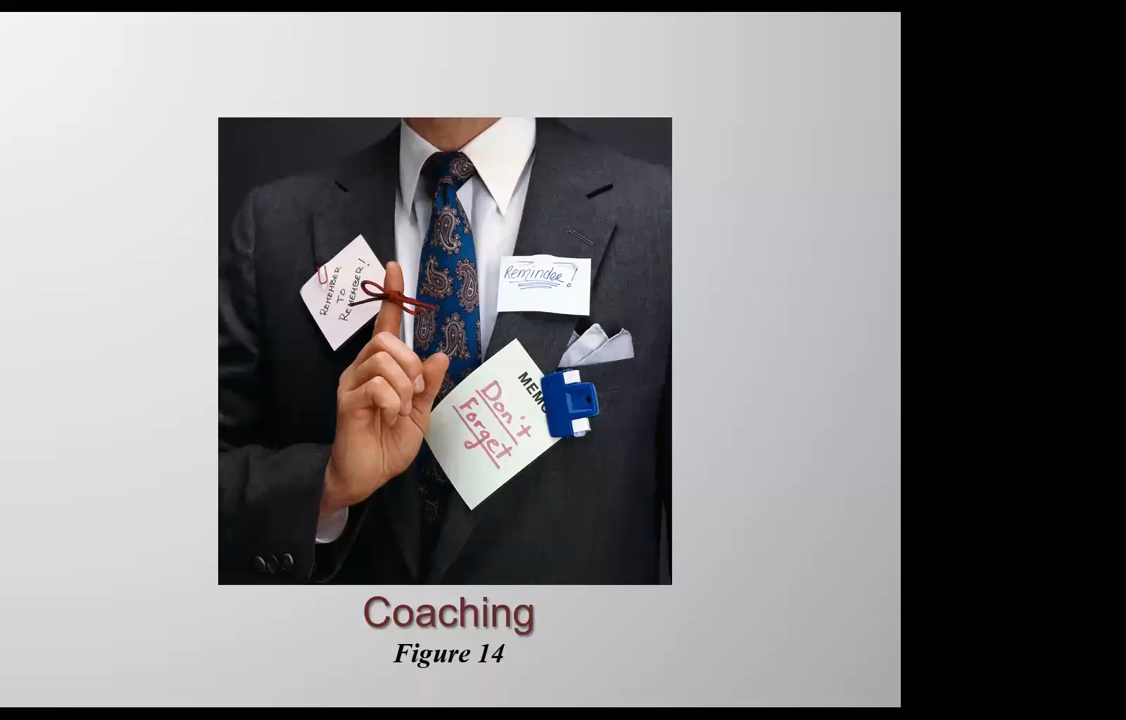 REMEMBER
TO
REMEMBER!
Reminder!
MEMO
Don't
Forget
Coaching
Figure 14